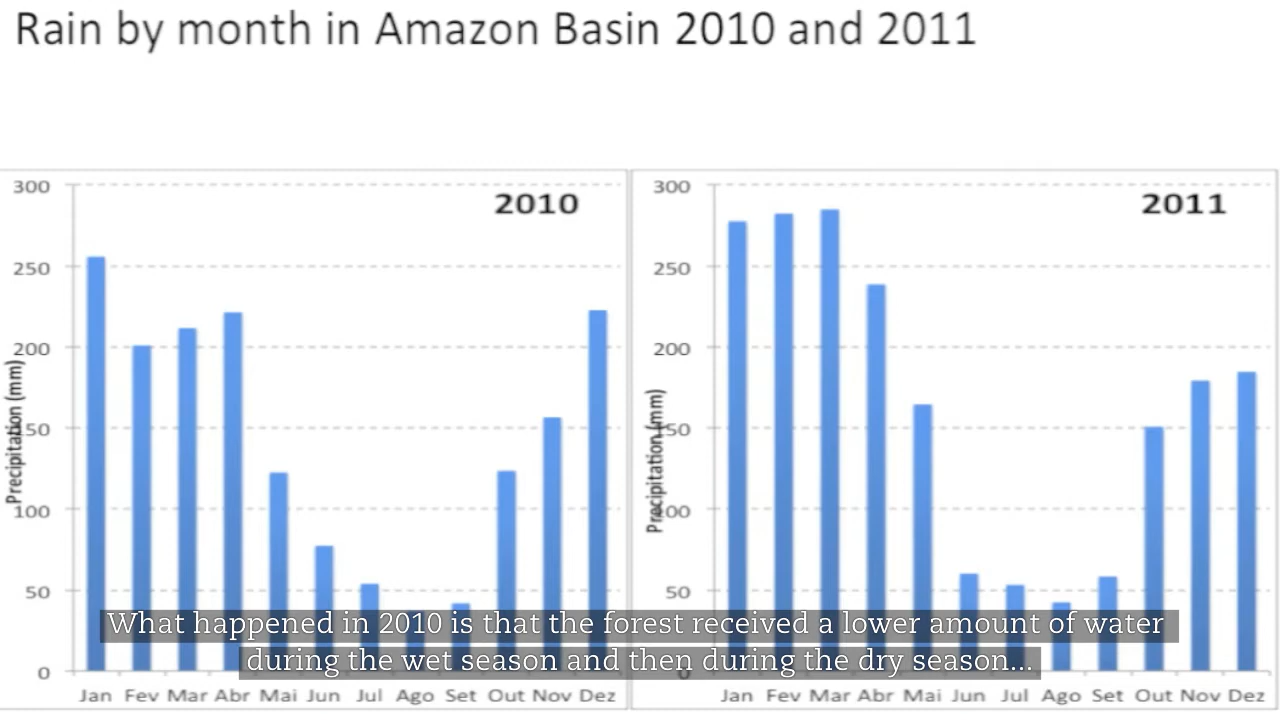 Rain by month in Amazon Basin 2010 and 2011
2010
300
250
200
150
100
50
0
Precipitation (mm)
Jan Fev Mar Abr Mai Jun Jul Ago Set Out Nov Dez
2011
300
250
200
150
100
50
0
Precipitation (mm)
Jan Fev Mar Abr Mai Jun Jul Ago Set Out Nov Dez
What happened in 2010 is that the forest received a lower amount of water
during the wet season and then during the dry season...